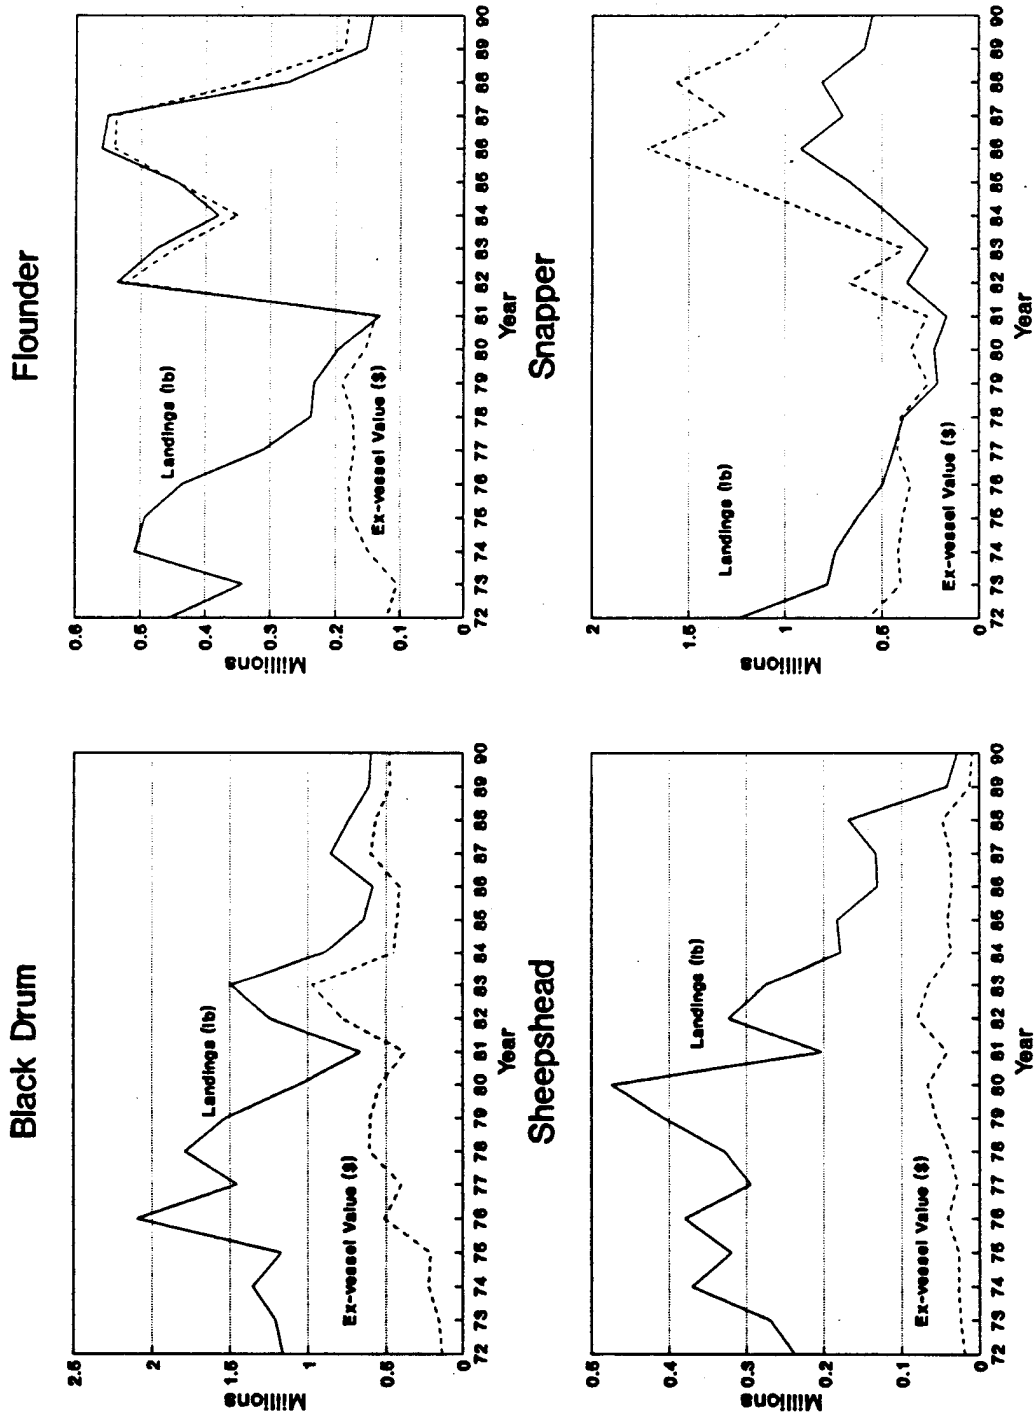 Black Drum
Millions
2.5
2
1.5
1
0.5
0
Landings (lb)
Ex-vessel Value ($)
72 73 74 75 76 77 78 79 80 81 82 83 84 85 86 87 88 89 90
Year
Flounder
Millions
0.6
0.5
0.4
0.3
0.2
0.1
0
Landings (lb)
Ex-vessel Value ($)
72 73 74 75 76 77 78 79 80 81 82 83 84 85 86 87 88 89 90
Year
Sheepshead
Millions
0.5
0.4
0.3
0.2
0.1
0
Landings (lb)
Ex-vessel Value ($)
72 73 74 75 76 77 78 79 80 81 82 83 84 85 86 87 88 89 90
Year
Snapper
Millions
2
1.5
1
0.5
0
Landings (lb)
Ex-vessel Value ($)
72 73 74 75 76 77 78 79 80 81 82 83 84 85 86 87 88 89 90
Year